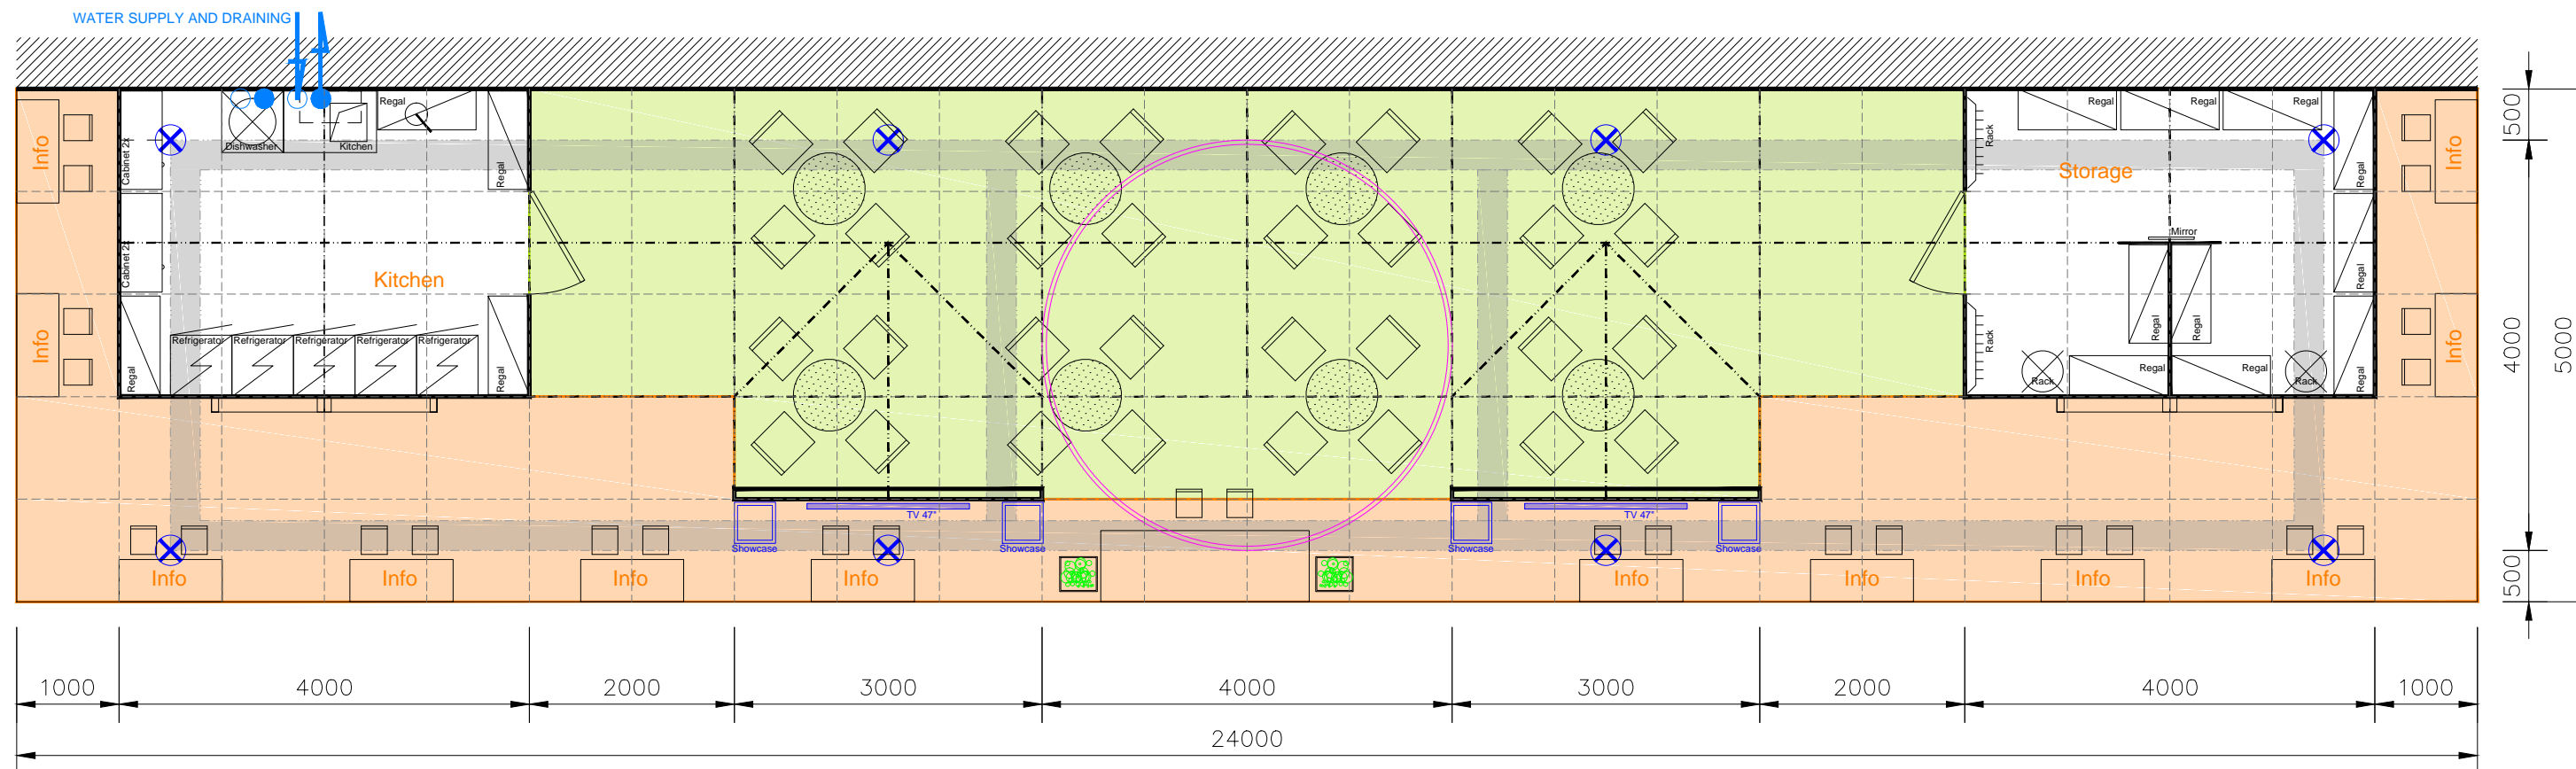 WATER SUPPLY AND DRAINING
Info
Info
Cabinet 2x
Cabinet 2x
Dishwasher
Kitchen
Regal
Regal
Kitchen
Refrigerator
Refrigerator
Refrigerator
Refrigerator
Refrigerator
Regal
Regal
Rack
Rack
Regal
Regal
Regal
Storage
Mirror
Regal
Regal
Regal
Regal
Regal
Rack
Regal
Regal
Rack
Info
Info
TV 47"
Showcase
Showcase
TV 47"
Showcase
Showcase
Info
Info
Info
Info
Info
Info
Info
Info
500
4000
5000
500
1000
4000
2000
3000
4000
3000
2000
4000
1000
24000